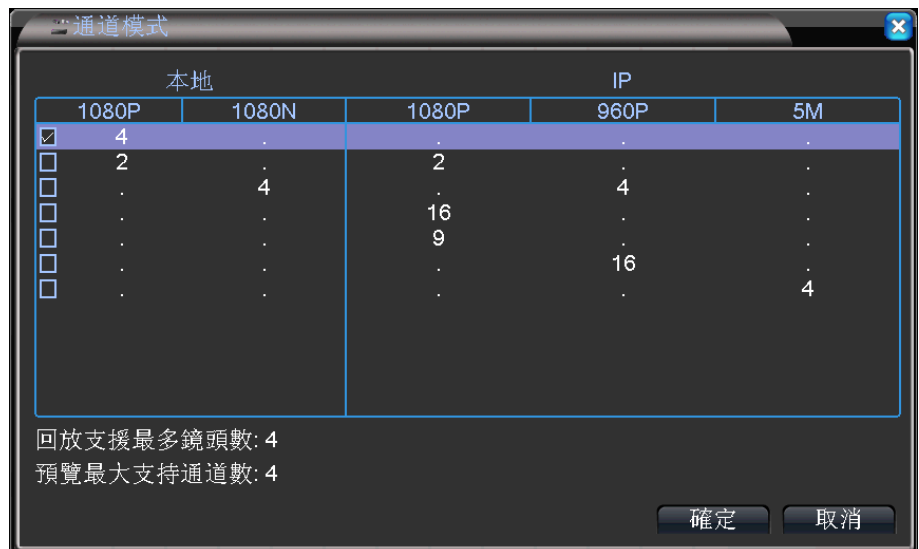 通道模式
本地 IP
1080P 1080N 1080P 960P 5M
4 . . . .
2 . 2 . .
. 4 . 4 .
. . 16 . .
. . 9 . .
. . . 16 .
. . . . 4
回放支援最多鏡頭數: 4
預覽最大支持通道數: 4
確定 取消